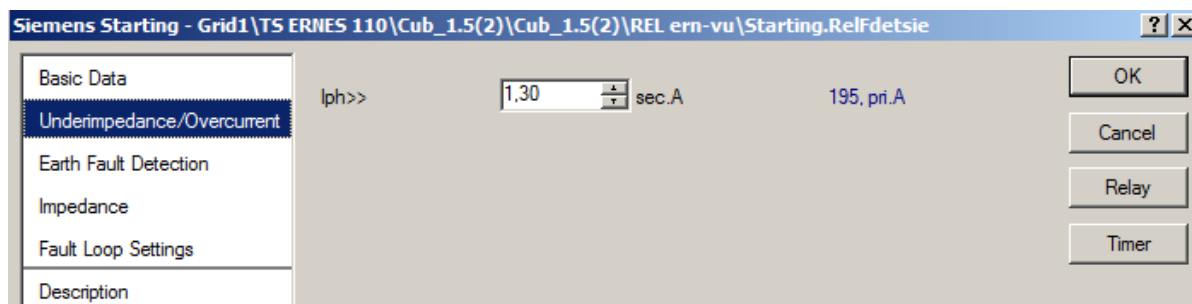 Siemens Starting - Grid1\TS ERNES 110\Cub_1.5(2)\Cub_1.5(2)\REL ern-vu\Starting.RelFdetsie
Basic Data
Underimpedance/Overcurrent
Earth Fault Detection
Impedance
Fault Loop Settings
Description
Iph>> 1,30 sec.A 195, pri.A
OK
Cancel
Relay
Timer